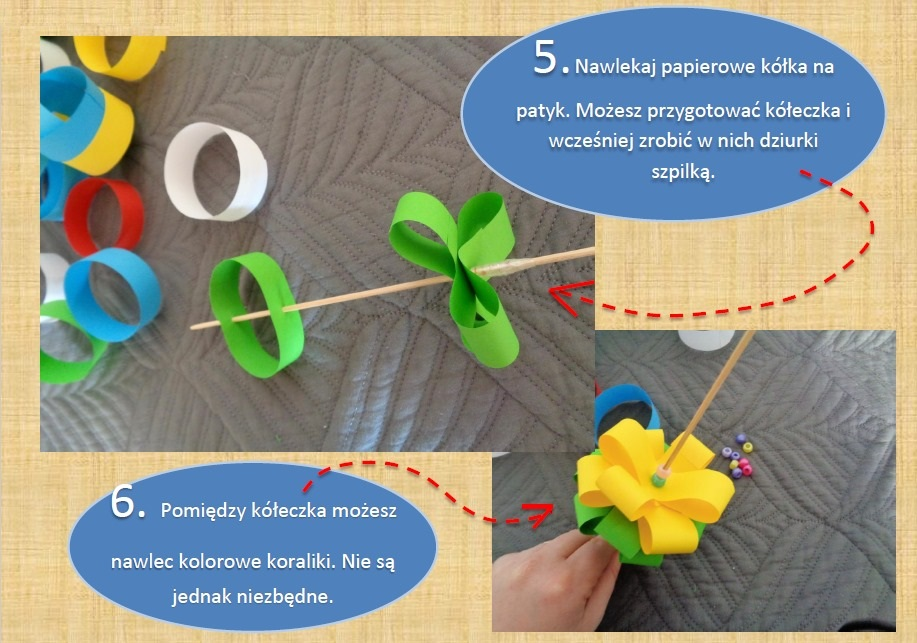 5. Nawlekaj papierowe kółka na
patyk. Możesz przygotować kółeczka i
wcześniej zrobić w nich dziurki
szpilką.
6. Pomiędzy kółeczka możesz
nawlec kolorowe koraliki. Nie są
jednak niezbędne.